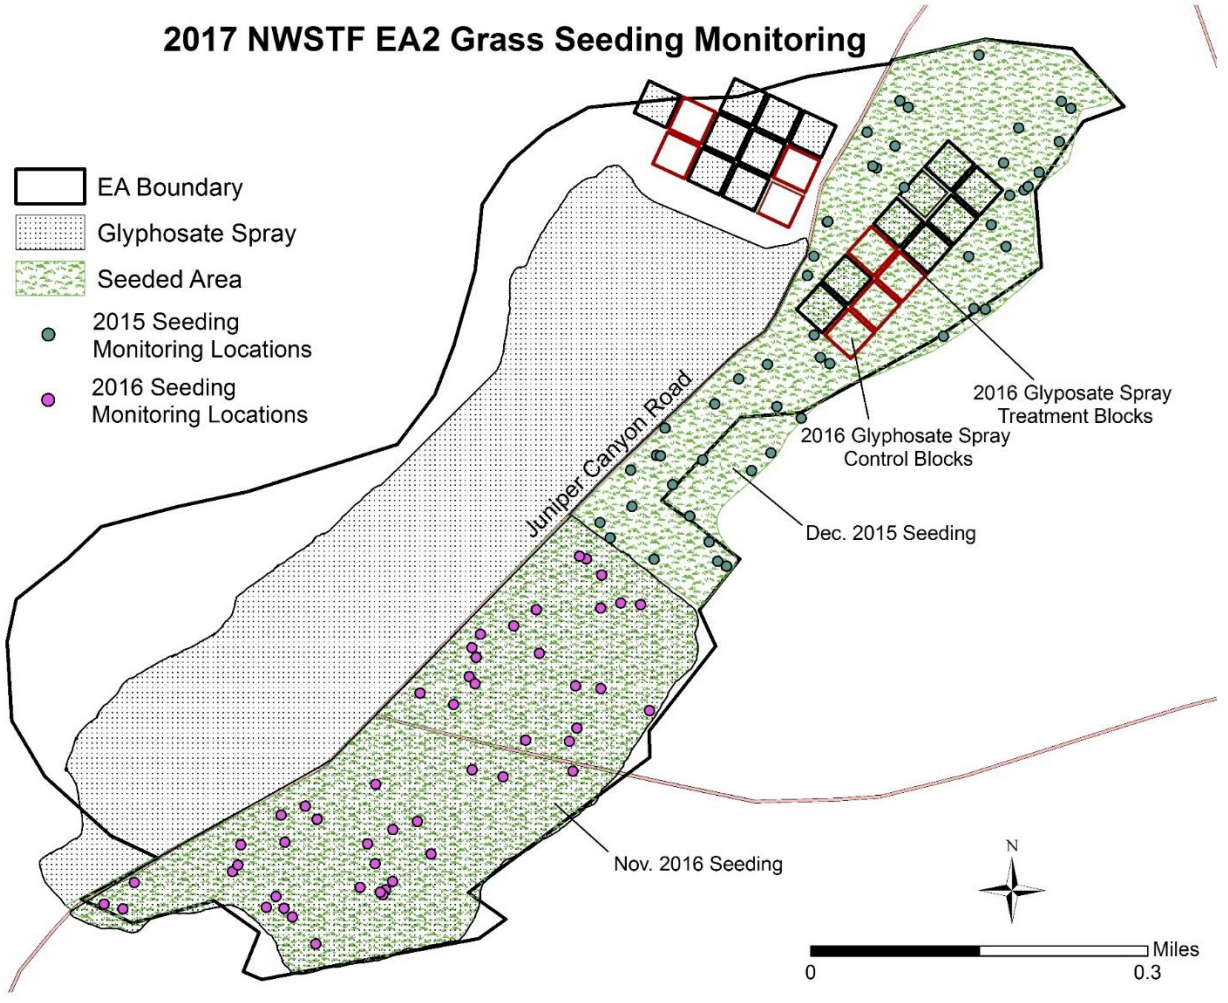 2017 NWSTF EA2 Grass Seeding Monitoring
EA Boundary
Glyphosate Spray
Seeded Area
2015 Seeding
Monitoring Locations
2016 Seeding
Monitoring Locations
Juniper Canyon Road
2016 Glyposate Spray
Treatment Blocks
2016 Glyphosate Spray
Control Blocks
Dec. 2015 Seeding
Nov. 2016 Seeding
N
Miles
0
0.3